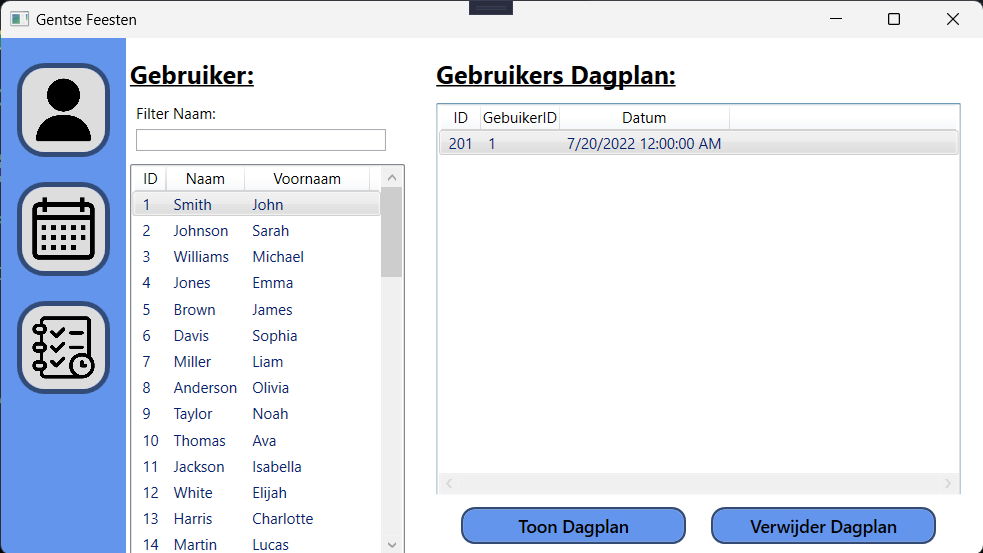 Gentse Feesten
Gebruiker:
Filter Naam:
ID Naam Voornaam
1 Smith John
2 Johnson Sarah
3 Williams Michael
4 Jones Emma
5 Brown James
6 Davis Sophia
7 Miller Liam
8 Anderson Olivia
9 Taylor Noah
10 Thomas Ava
11 Jackson Isabella
12 White Elijah
13 Harris Charlotte
14 Martin Lucas
Gebruikers Dagplan:
ID GebuikerID Datum
201 1 7/20/2022 12:00:00 AM
Toon Dagplan
Verwijder Dagplan